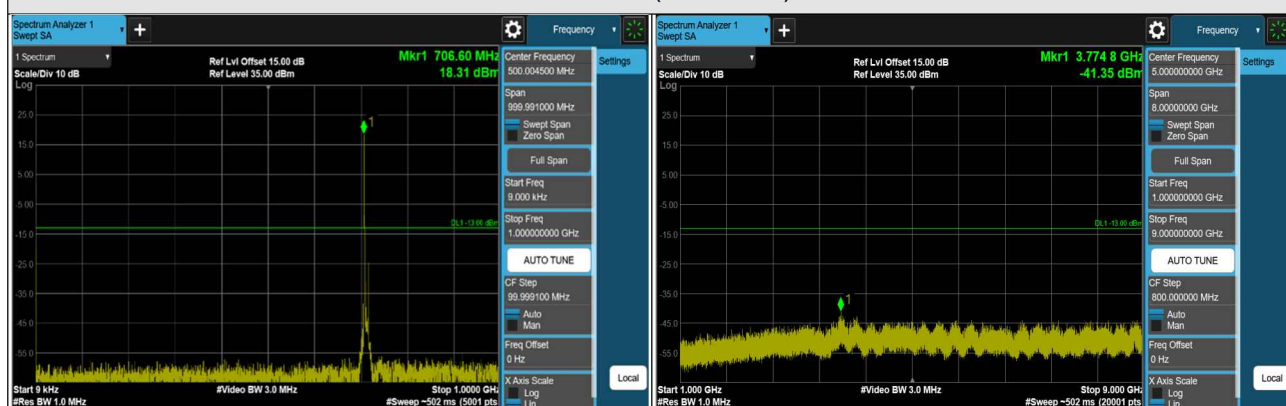 Spectrum Analyzer 1
Swept SA
+
Frequency
1 Spectrum
Scale/Div 10 dB
Log
Ref Lvl Offset 15.00 dB
Ref Level 35.00 dBm
Mkr1 706.60 MHz
18.31 dBm
1
25.0
15.0
5.00
-5.00
-15.0
-25.0
-35.0
-45.0
-55.0
DL1 -13.00 dBm
Start 9 kHz
#Res BW 1.0 MHz
#Video BW 3.0 MHz
Stop 1.0000 GHz
#Sweep ~502 ms (5001 pts
Center Frequency
500.004500 MHz
Span
999.991000 MHz
Swept Span
Zero Span
Full Span
Start Freq
9.000 kHz
Stop Freq
1.000000000 GHz
AUTO TUNE
CF Step
99.999100 MHz
Auto
Man
Freq Offset
0 Hz
X Axis Scale
Log
Lin
Settings
Local
Spectrum Analyzer 1
Swept SA
+
Frequency
1 Spectrum
Scale/Div 10 dB
Log
Ref Lvl Offset 15.00 dB
Ref Level 35.00 dBm
Mkr1 3.774 8 GHz
-41.35 dBm
1
25.0
15.0
5.00
-5.00
-15.0
-25.0
-35.0
-45.0
-55.0
DL1 -13.00 dBm
Start 1.000 GHz
#Res BW 1.0 MHz
#Video BW 3.0 MHz
Stop 9.000 GHz
#Sweep ~502 ms (20001 pts
Center Frequency
5.000000000 GHz
Span
8.00000000 GHz
Swept Span
Zero Span
Full Span
Start Freq
1.000000000 GHz
Stop Freq
9.000000000 GHz
AUTO TUNE
CF Step
800.000000 MHz
Auto
Man
Freq Offset
0 Hz
X Axis Scale
Log
Lin
Settings
Local